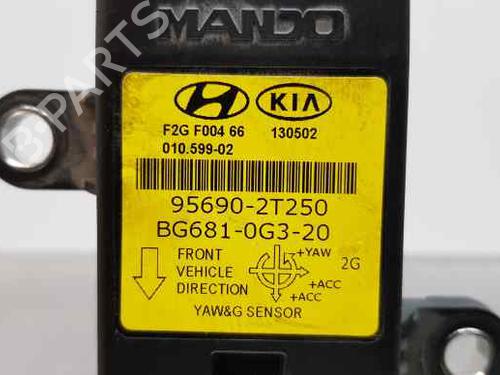 MANDO
B-PARTS
KIA
F2G F004 66 130502
010.599-02
95690-2T250
BG681-0G3-20
FRONT
VEHICLE
DIRECTION
+YAW 2G
+ACC
+ACC
YAW&G SENSOR